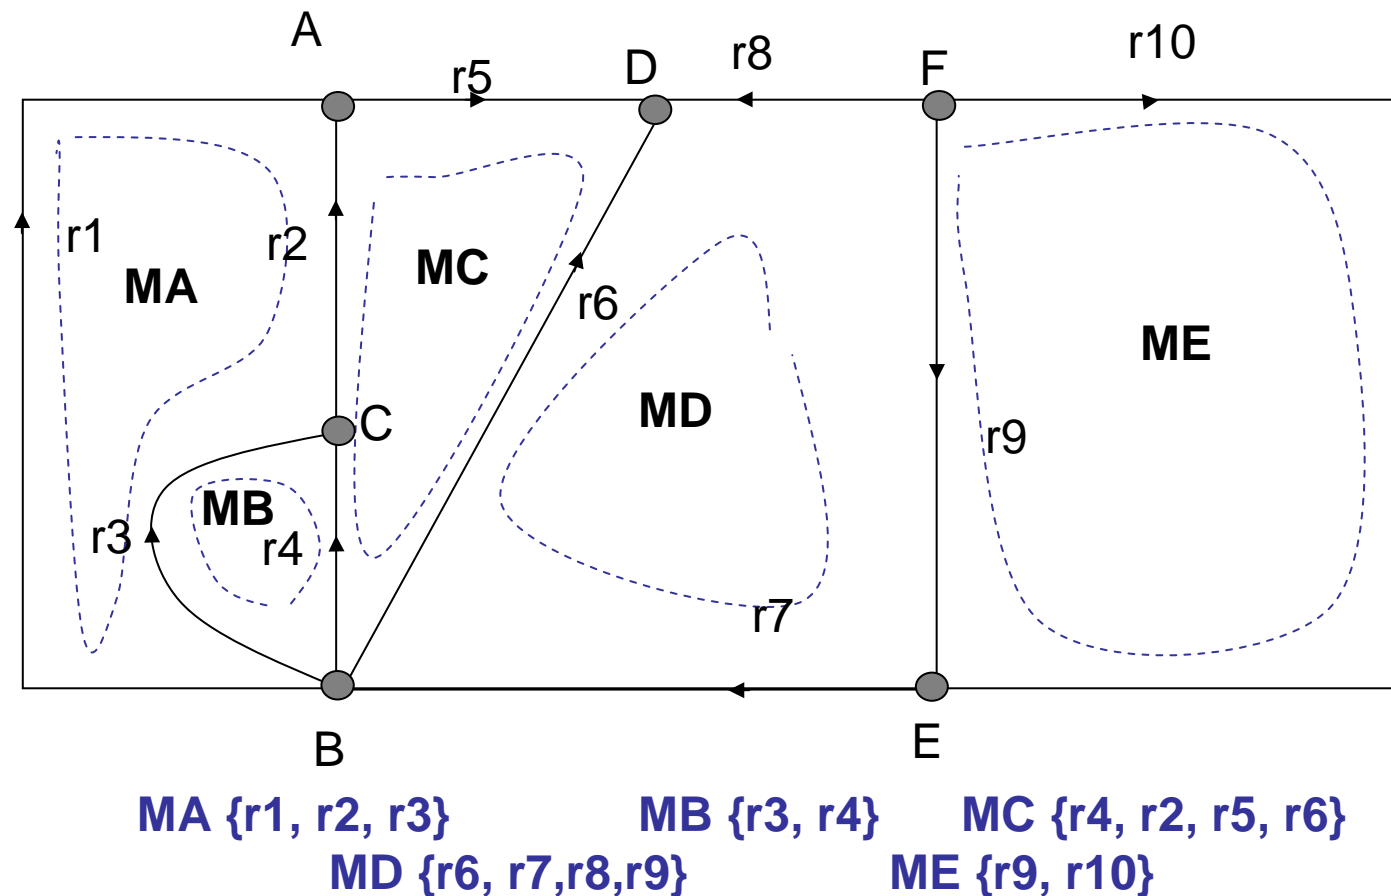 A
r5
D
r8
F
r10
r1
r2
MA
MC
r6
ME
MD
C
r9
MB
r3
r4
r7
B
E
MA {r1, r2, r3} MB {r3, r4} MC {r4, r2, r5, r6}
MD {r6, r7,r8,r9} ME {r9, r10}